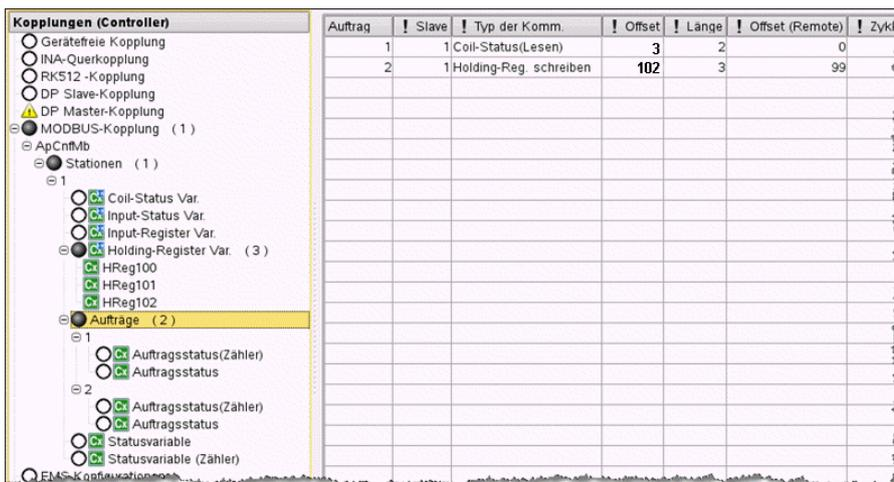 Kopplungen (Controller)
Gerätefreie Kopplung
INA-Querkopplung
RK512 -Kopplung
DP Slave-Kopplung
DP Master-Kopplung
MODBUS-Kopplung (1)
ApCnfMb
Stationen (1)
1
Coil-Status Var.
Input-Status Var.
Input-Register Var.
Holding-Register Var. (3)
HReg100
HReg101
HReg102
Aufträge (2)
1
Auftragsstatus(Zähler)
Auftragsstatus
2
Auftragsstatus(Zähler)
Auftragsstatus
Statusvariable
Statusvariable (Zähler)
Auftrag ! Slave ! Typ der Komm. ! Offset ! Länge ! Offset (Remote) !
1 1 Coil-Status(Lesen) 3 2 0
2 1 Holding-Reg. schreiben 102 3 99